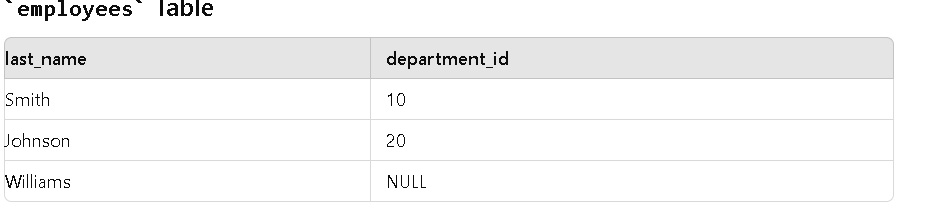 `employees` Table
last_name department_id
Smith 10
Johnson 20
Williams NULL